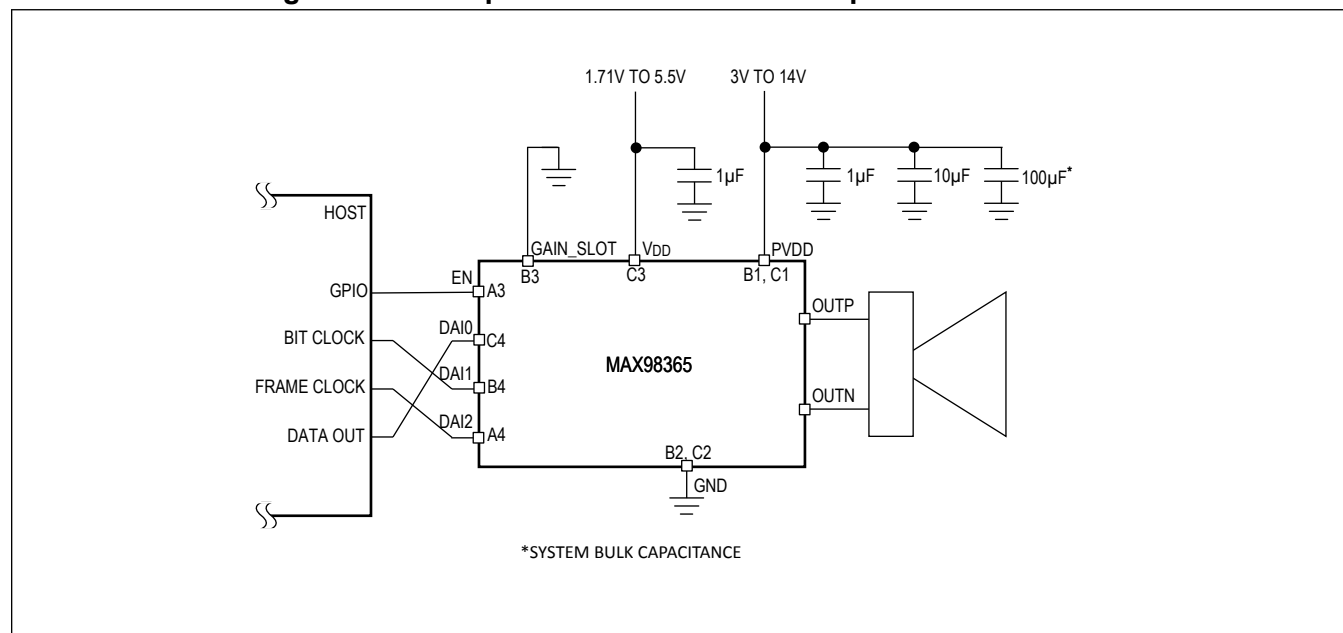 1.71V TO 5.5V
3V TO 14V
1µF
1µF
10µF
100µF*
HOST
GAIN_SLOT
VDD
PVDD
B3
C3
B1, C1
EN
GPIO
A3
OUTP
DAI0
BIT CLOCK
C4
MAX98365
DAI1
FRAME CLOCK
B4
OUTN
DAI2
DATA OUT
A4
B2, C2
GND
*SYSTEM BULK CAPACITANCE